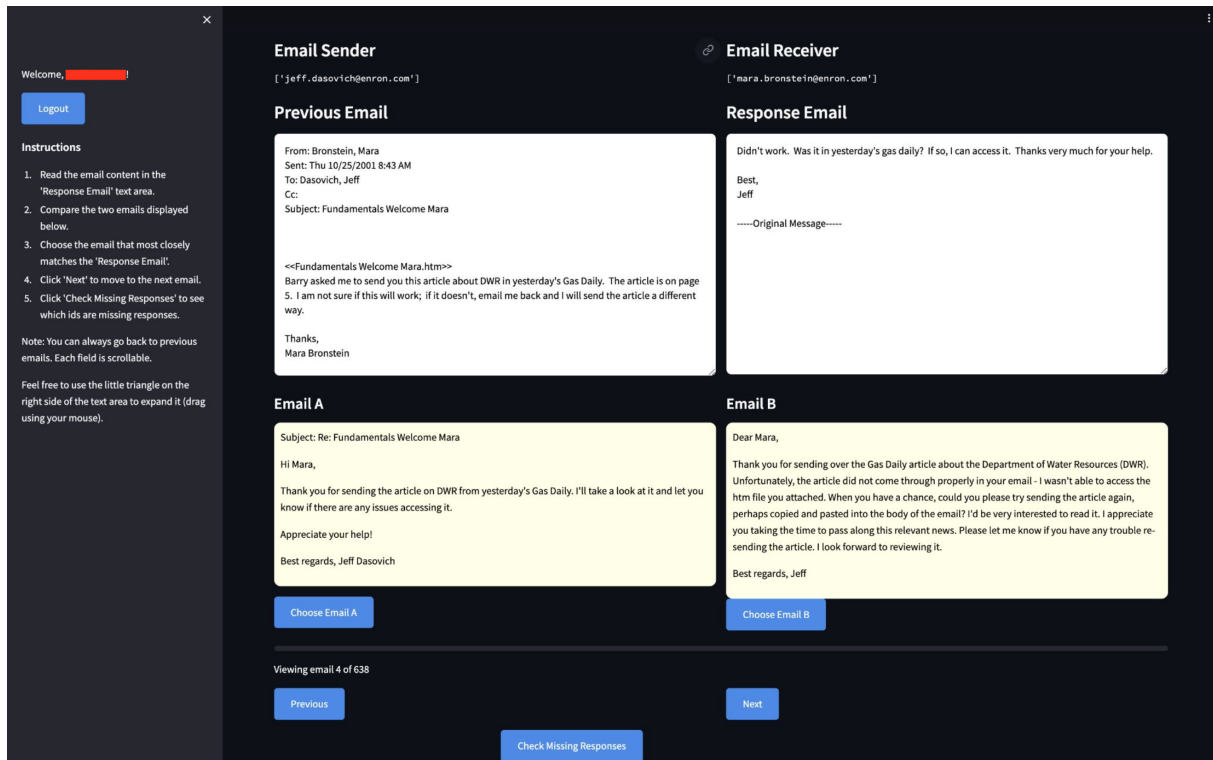 Welcome, !
Logout
Instructions
1. Read the email content in the
'Response Email' text area.
2. Compare the two emails displayed
below.
3. Choose the email that most closely
matches the 'Response Email'.
4. Click 'Next' to move to the next email.
5. Click 'Check Missing Responses' to see
which ids are missing responses.
Note: You can always go back to previous
emails. Each field is scrollable.
Feel free to use the little triangle on the
right side of the text area to expand it (drag
using your mouse).
Email Sender
['jeff.dasovich@enron.com']
Previous Email
From: Bronstein, Mara
Sent: Thu 10/25/2001 8:43 AM
To: Dasovich, Jeff
Cc:
Subject: Fundamentals Welcome Mara
<<Fundamentals Welcome Mara.htm>>
Barry asked me to send you this article about DWR in yesterday's Gas Daily. The article is on page
5. I am not sure if this will work; if it doesn't, email me back and I will send the article a different
way.
Thanks,
Mara Bronstein
Email Receiver
['mara.bronstein@enron.com']
Response Email
Didn't work. Was it in yesterday's gas daily? If so, I can access it. Thanks very much for your help.
Best,
Jeff
-----Original Message-----
Email A
Subject: Re: Fundamentals Welcome Mara
Hi Mara,
Thank you for sending the article on DWR from yesterday's Gas Daily. I'll take a look at it and let you
know if there are any issues accessing it.
Appreciate your help!
Best regards, Jeff Dasovich
Choose Email A
Email B
Dear Mara,
Thank you for sending over the Gas Daily article about the Department of Water Resources (DWR).
Unfortunately, the article did not come through properly in your email - I wasn't able to access the
htm file you attached. When you have a chance, could you please try sending the article again,
perhaps copied and pasted into the body of the email? I'd be very interested to read it. I appreciate
you taking the time to pass along this relevant news. Please let me know if you have any trouble re-
sending the article. I look forward to reviewing it.
Best regards, Jeff
Choose Email B
Viewing email 4 of 638
Previous
Next
Check Missing Responses